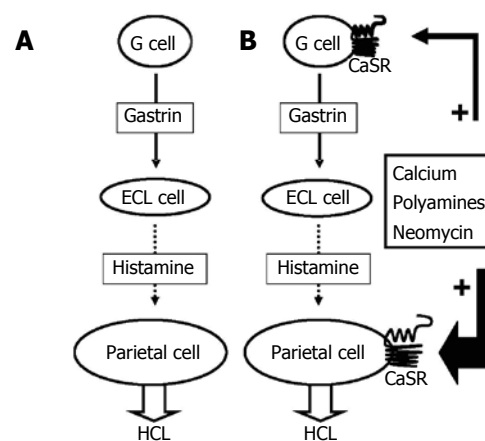 A
G cell
Gastrin
ECL cell
Histamine
Parietal cell
HCL
B
G cell
CaSR
Gastrin
ECL cell
Histamine
Parietal cell
CaSR
HCL
+
Calcium
Polyamines
Neomycin
+